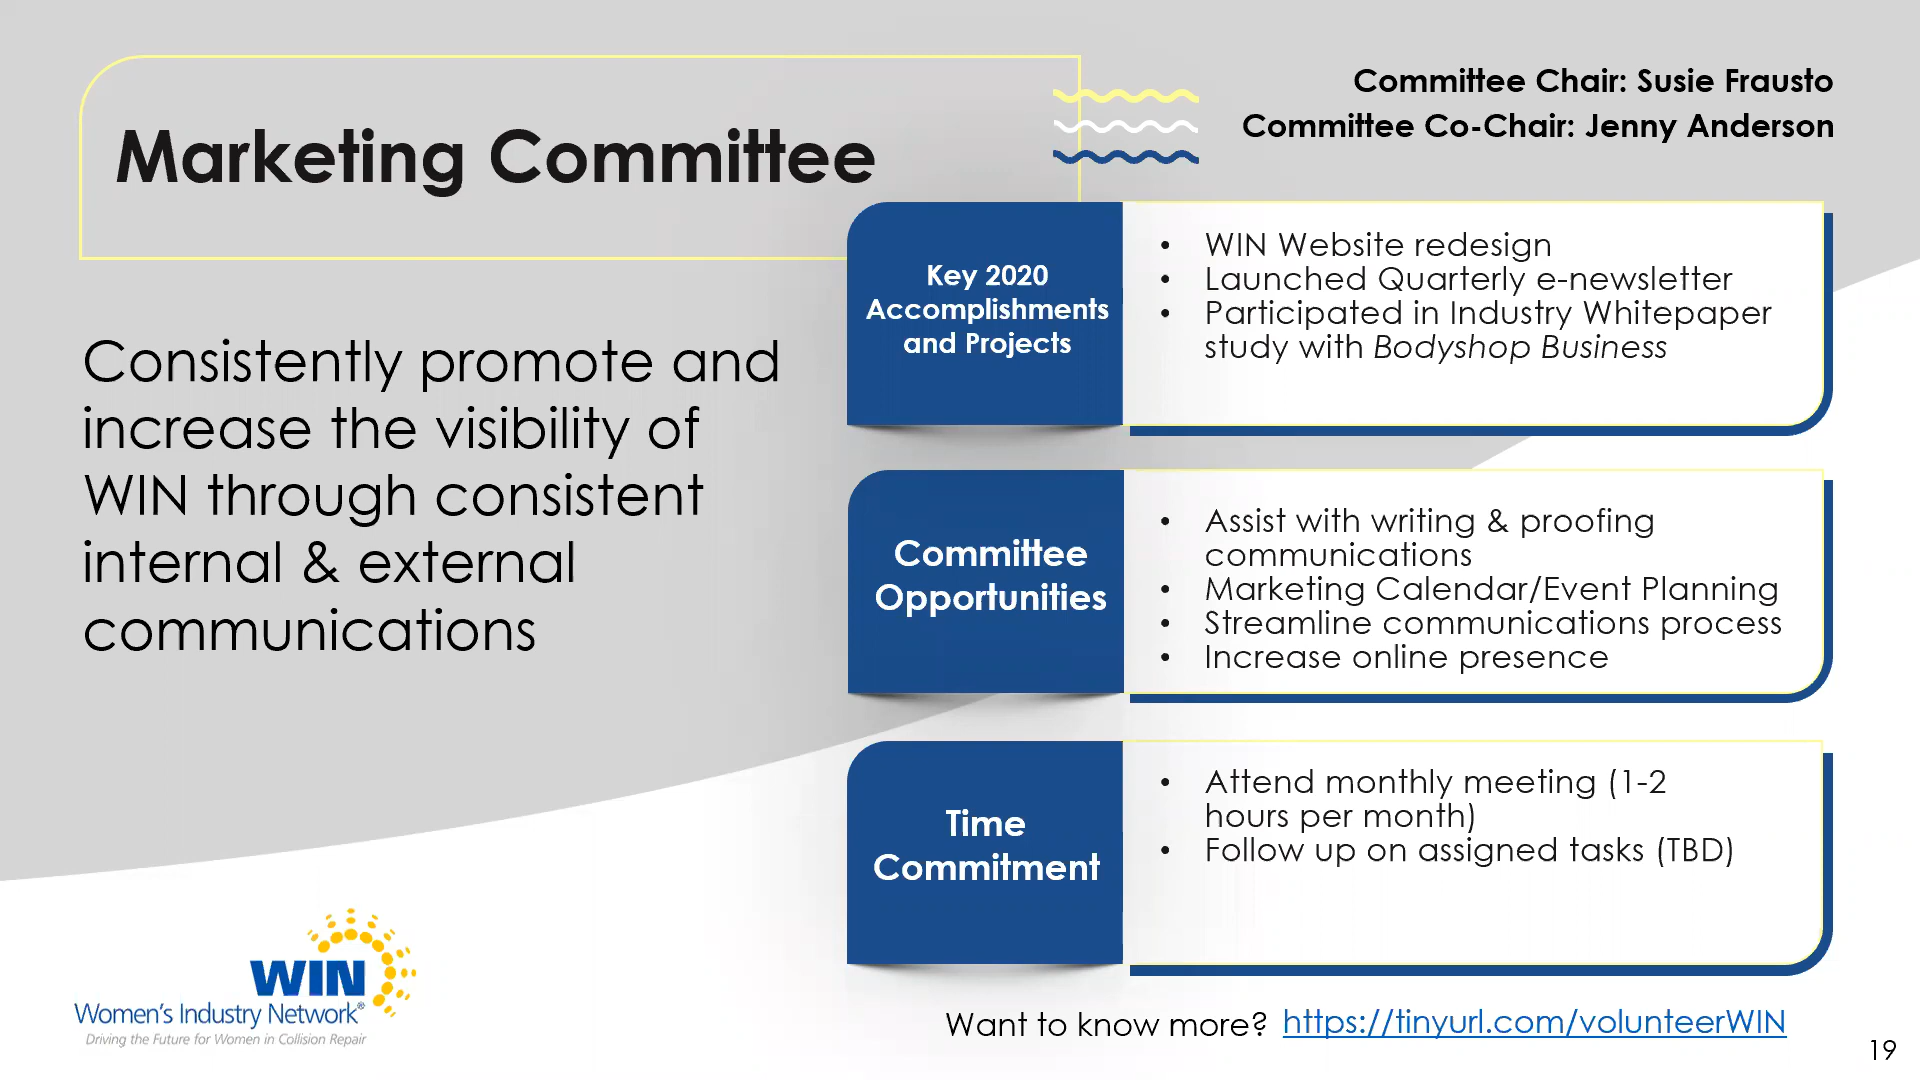 Committee Chair: Susie Frausto
Committee Co-Chair: Jenny Anderson
Marketing Committee
Consistently promote and
increase the visibility of
WIN through consistent
internal & external
communications
Key 2020
Accomplishments
and Projects
• WIN Website redesign
• Launched Quarterly e-newsletter
• Participated in Industry Whitepaper
study with Bodyshop Business
Committee
Opportunities
• Assist with writing & proofing
communications
• Marketing Calendar/Event Planning
• Streamline communications process
• Increase online presence
Time
Commitment
• Attend monthly meeting (1-2
hours per month)
• Follow up on assigned tasks (TBD)
WIN
Women's Industry Network®
Driving the Future for Women in Collision Repair
Want to know more? https://tinyurl.com/volunteerWIN
19